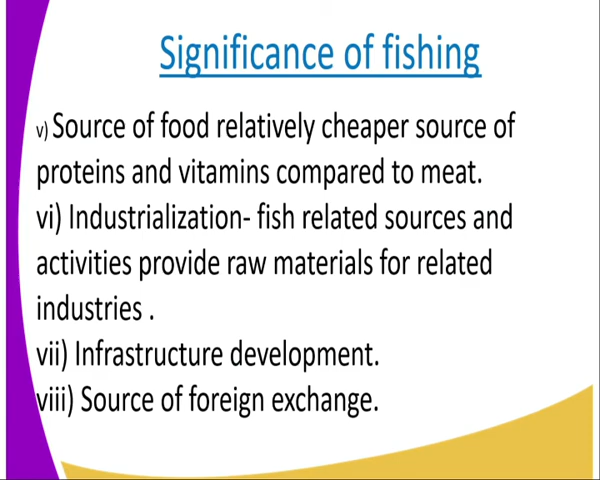 Significance of fishing
v) Source of food relatively cheaper source of
proteins and vitamins compared to meat.
vi) Industrialization- fish related sources and
activities provide raw materials for related
industries .
vii) Infrastructure development.
viii) Source of foreign exchange.